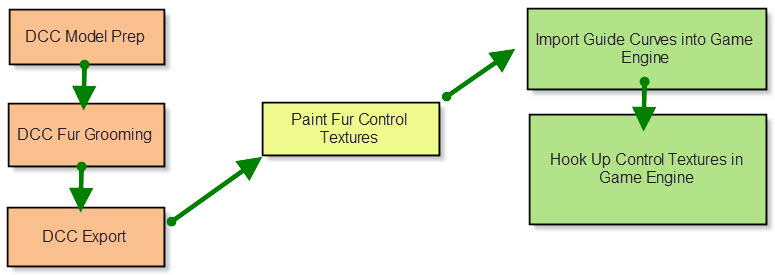 DCC Model Prep
DCC Fur Grooming
DCC Export
Paint Fur Control
Textures
Import Guide Curves into Game
Engine
Hook Up Control Textures in
Game Engine